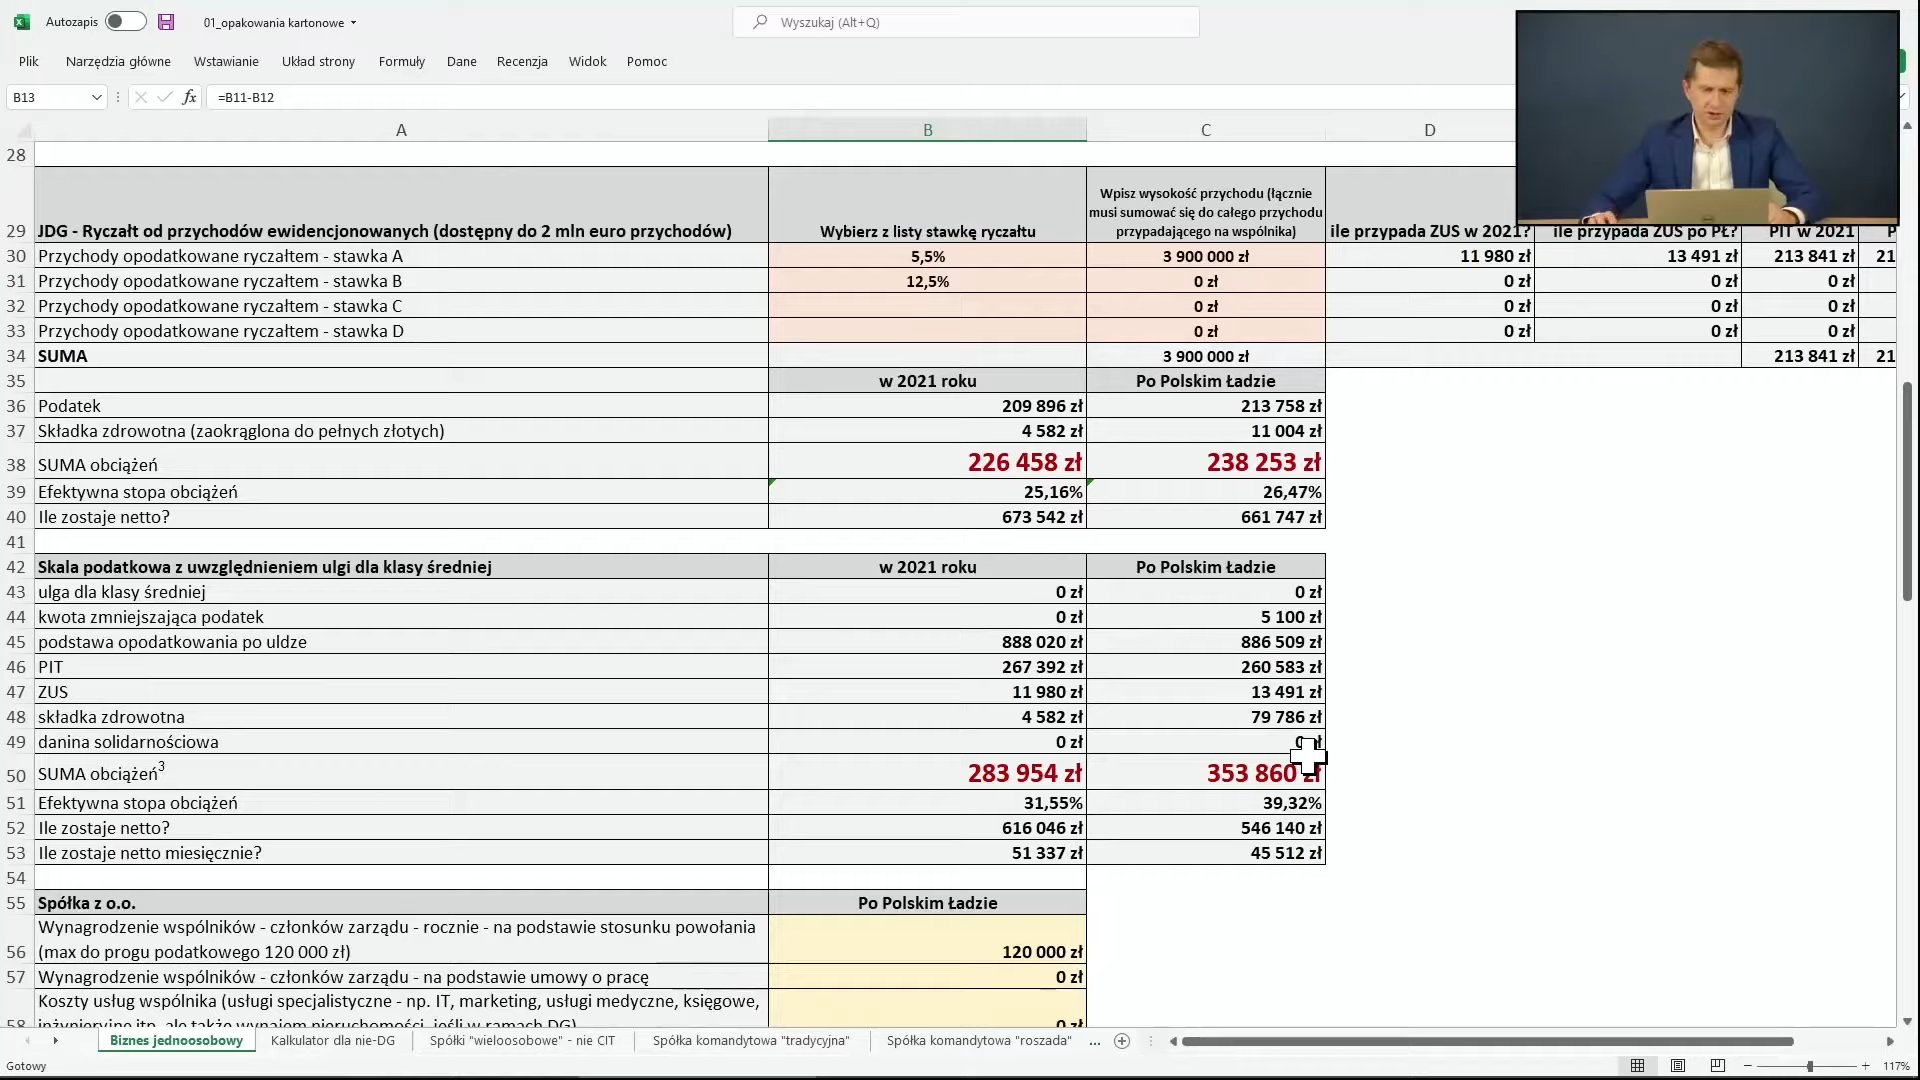 Autozapis
01_opakowania kartonowe
Wyszukaj (Alt+Q)
Plik Narzędzia główne Wstawianie Układ strony Formuły Dane Recenzja Widok Pomoc
B13 fx =B11-B12
A B C D
28
29 JDG - Ryczałt od przychodów ewidencjonowanych (dostępny do 2 mln euro przychodów) Wybierz z listy stawkę ryczałtu
Wpisz wysokość przychodu (łącznie
musi sumować się do całego przychodu
przypadającego na wspólnika)
ile przypada ZUS w 2021? ile przypada ZUS po PŁ? PIT w 2021 P
30 Przychody opodatkowane ryczałtem - stawka A 5,5% 3 900 000 zł 11 980 zł 13 491 zł 213 841 zł 21
31 Przychody opodatkowane ryczałtem - stawka B 12,5% 0 zł 0 zł 0 zł 0 zł
32 Przychody opodatkowane ryczałtem - stawka C 0 zł 0 zł 0 zł 0 zł
33 Przychody opodatkowane ryczałtem - stawka D 0 zł 0 zł 0 zł 0 zł
34 SUMA 3 900 000 zł 213 841 zł 21
35 w 2021 roku Po Polskim Ładzie
36 Podatek 209 896 zł 213 758 zł
37 Składka zdrowotna (zaokrąglona do pełnych złotych) 4 582 zł 11 004 zł
38 SUMA obciążeń 226 458 zł 238 253 zł
39 Efektywna stopa obciążeń 25,16% 26,47%
40 Ile zostaje netto? 673 542 zł 661 747 zł
41
42 Skala podatkowa z uwzględnieniem ulgi dla klasy średniej w 2021 roku Po Polskim Ładzie
43 ulga dla klasy średniej 0 zł 0 zł
44 kwota zmniejszająca podatek 0 zł 5 100 zł
45 podstawa opodatkowania po uldze 888 020 zł 886 509 zł
46 PIT 267 392 zł 260 583 zł
47 ZUS 11 980 zł 13 491 zł
48 składka zdrowotna 4 582 zł 79 786 zł
49 danina solidarnościowa 0 zł 0 zł
50 SUMA obciążeń3 283 954 zł 353 860 zł
51 Efektywna stopa obciążeń 31,55% 39,32%
52 Ile zostaje netto? 616 046 zł 546 140 zł
53 Ile zostaje netto miesięcznie? 51 337 zł 45 512 zł
54
55 Spółka z o.o. Po Polskim Ładzie
Wynagrodzenie wspólników - członków zarządu - rocznie - na podstawie stosunku powołania
56 (max do progu podatkowego 120 000 zł) 120 000 zł
57 Wynagrodzenie wspólników - członków zarządu - na podstawie umowy o pracę 0 zł
Koszty usług wspólnika (usługi specjalistyczne - np. IT, marketing, usługi medyczne, księgowe,
58 inżynieryjne itp. ale także wynajem nieruchomości, jeśli w ramach DG) 0 zł
Biznes jednoosobowy Kalkulator dla nie-DG Spółki "wieloosobowe" - nie CIT Spółka komandytowa "tradycyjna" Spółka komandytowa "roszada" ...
Gotowy 117%